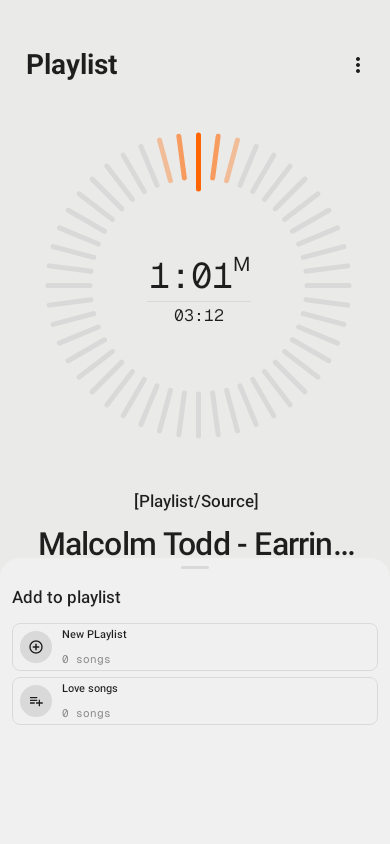 Playlist
1:01M
03:12
[Playlist/Source]
Malcolm Todd - Earrin...
Add to playlist
New PLaylist
0 songs
Love songs
0 songs